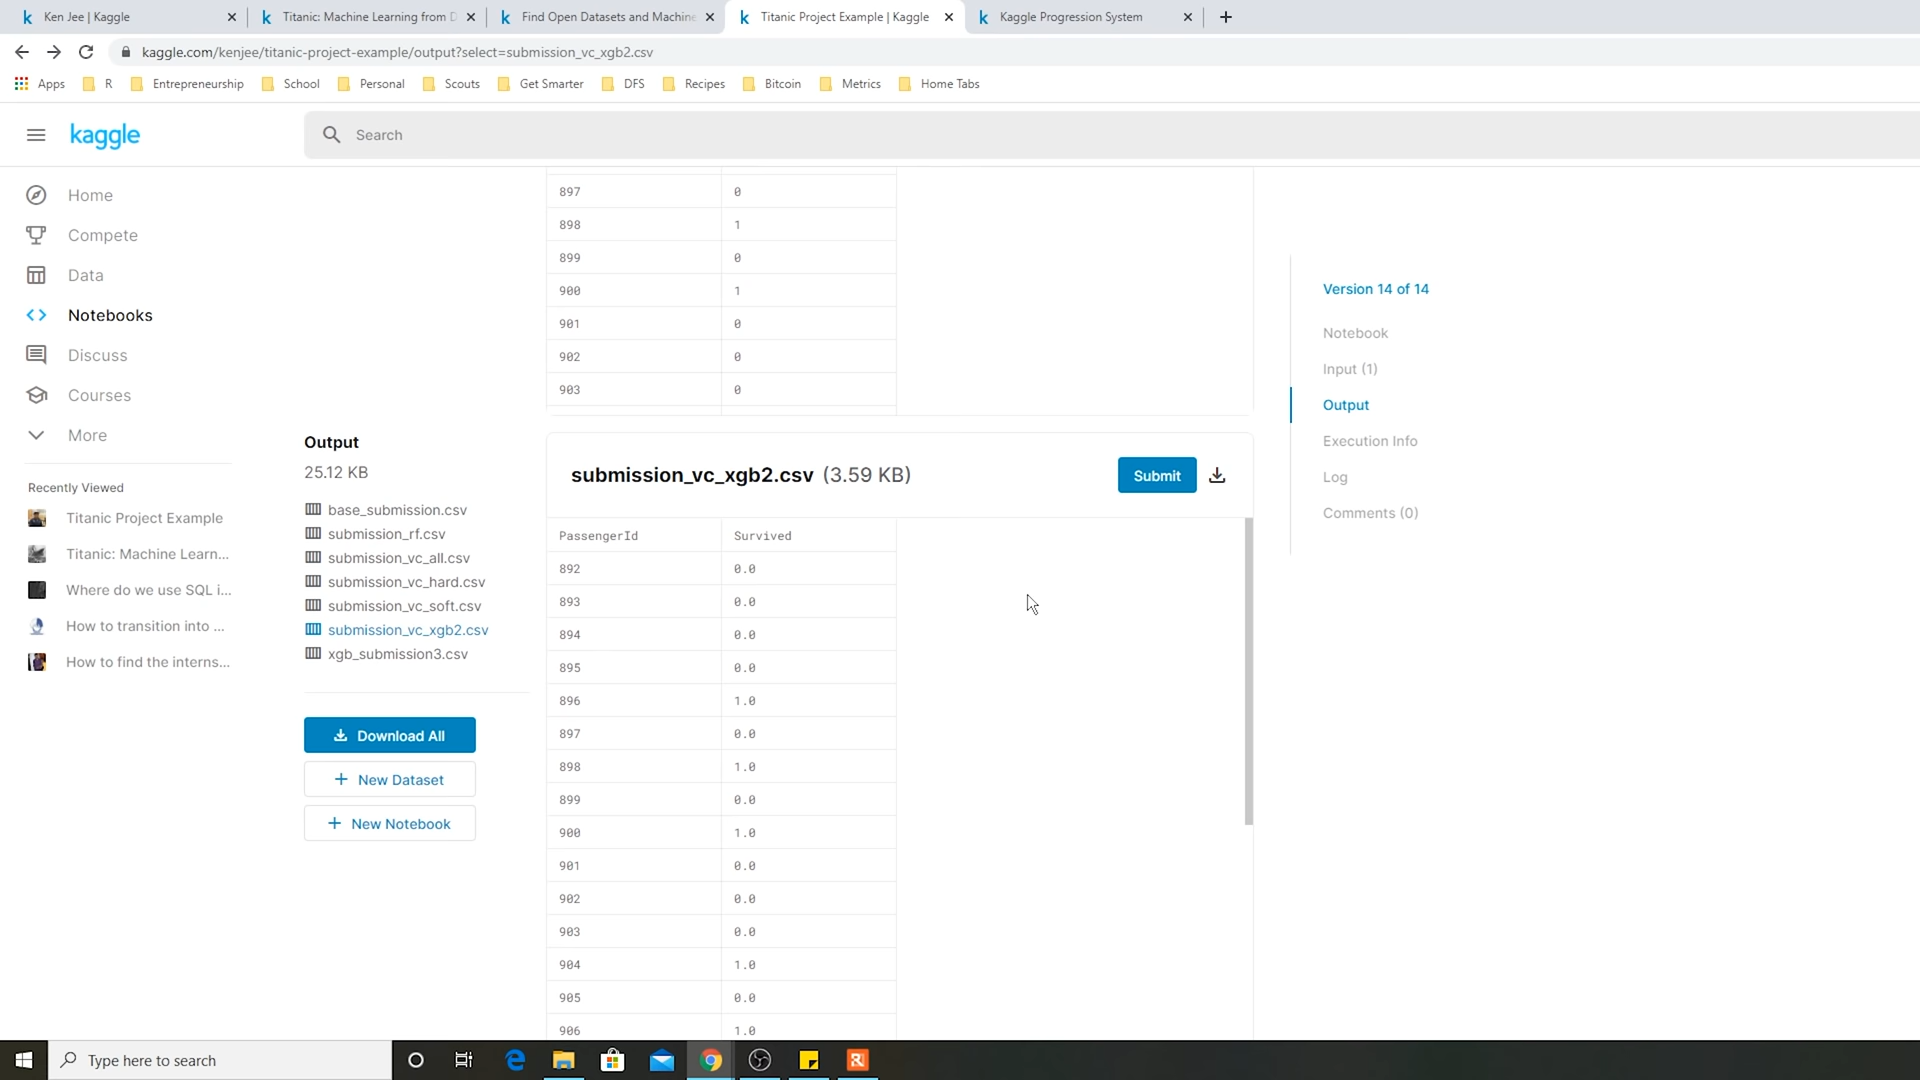 Ken Jee | Kaggle
Titanic: Machine Learning from D
Find Open Datasets and Machine
Titanic Project Example | Kaggle
Kaggle Progression System
kaggle.com/kenjee/titanic-project-example/output?select=submission_vc_xgb2.csv
Apps R Entrepreneurship School Personal Scouts Get Smarter DFS Recipes Bitcoin Metrics Home Tabs
kaggle
Search
Home
Compete
Data
Notebooks
Discuss
Courses
More
Recently Viewed
Titanic Project Example
Titanic: Machine Learn...
Where do we use SQL i...
How to transition into ...
How to find the interns...
Output
25.12 KB
base_submission.csv
submission_rf.csv
submission_vc_all.csv
submission_vc_hard.csv
submission_vc_soft.csv
submission_vc_xgb2.csv
xgb_submission3.csv
Download All
New Dataset
New Notebook
897 0
898 1
899 0
900 1
901 0
902 0
903 0
submission_vc_xgb2.csv (3.59 KB)
Submit
PassengerId Survived
892 0.0
893 0.0
894 0.0
895 0.0
896 1.0
897 0.0
898 1.0
899 0.0
900 1.0
901 0.0
902 0.0
903 0.0
904 1.0
905 0.0
906 1.0
Version 14 of 14
Notebook
Input (1)
Output
Execution Info
Log
Comments (0)
Type here to search